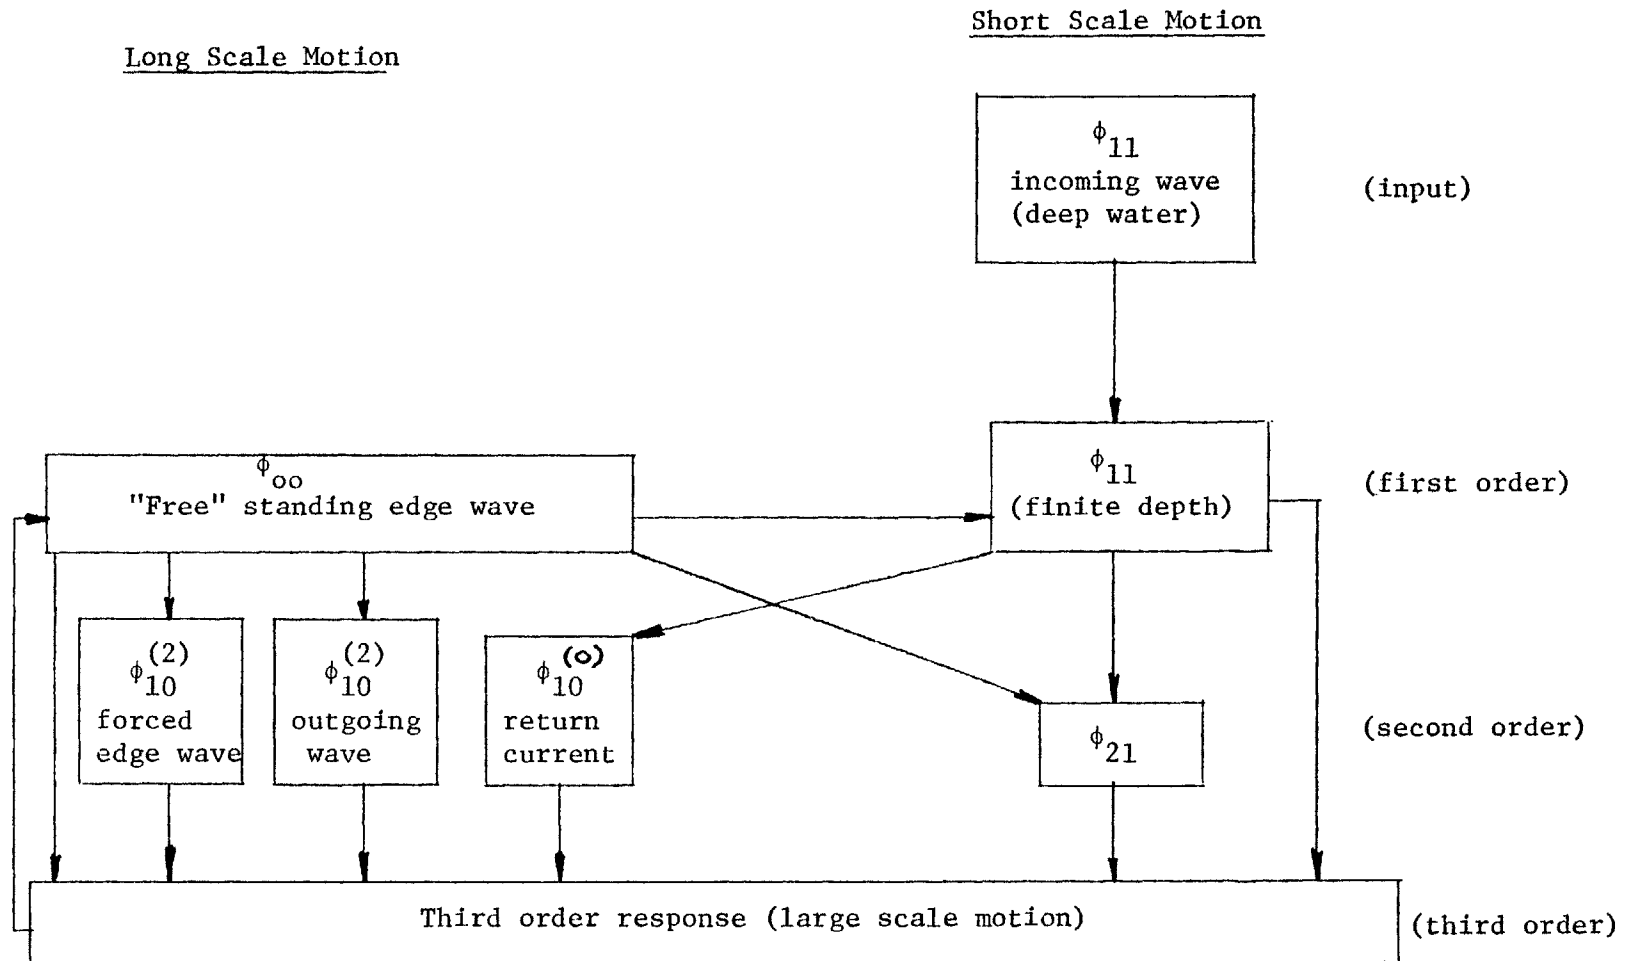 Short Scale Motion
Long Scale Motion
ϕ11
incoming wave
(deep water)
(input)
ϕoo
"Free" standing edge wave
ϕ11
(finite depth)
(first order)
ϕ10(2)
forced
edge wave
ϕ10(2)
outgoing
wave
ϕ10(o)
return
current
ϕ21
(second order)
Third order response (large scale motion)
(third order)